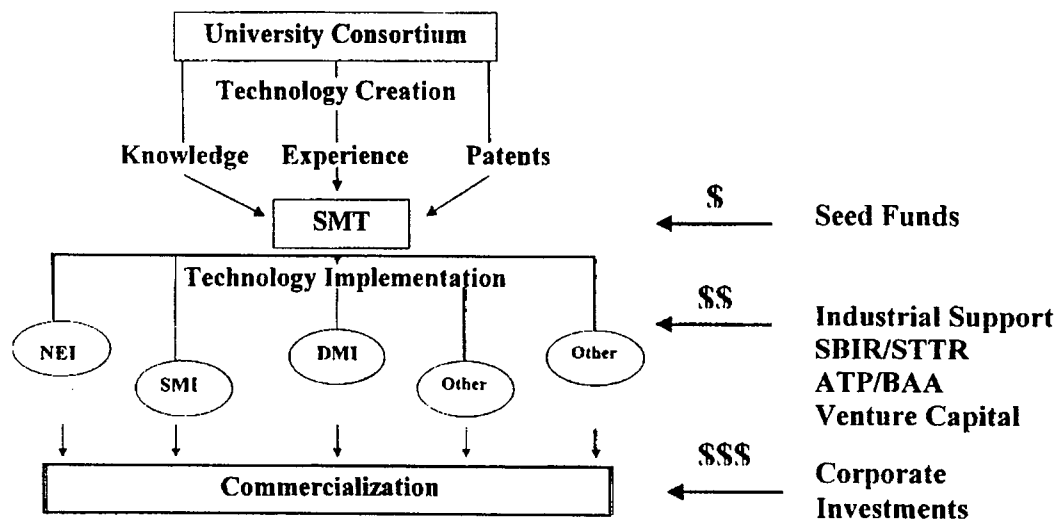 University Consortium
Technology Creation
Knowledge Experience Patents
SMT
$
Seed Funds
Technology Implementation
$$
Industrial Support
SBIR/STTR
ATP/BAA
Venture Capital
NEI
SMI
DMI
Other
Other
$$$
Corporate
Investments
Commercialization